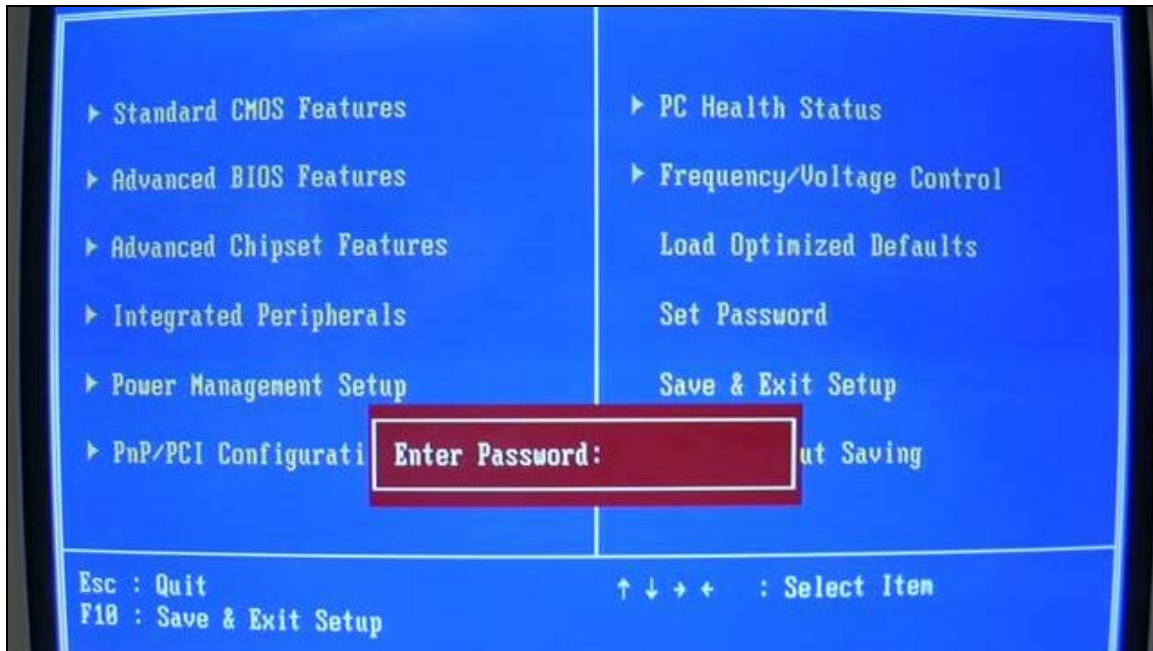 Standard CMOS Features
Advanced BIOS Features
Advanced Chipset Features
Integrated Peripherals
Power Management Setup
PnP/PCI Configurati
PC Health Status
Frequency/Voltage Control
Load Optimized Defaults
Set Password
Save & Exit Setup
ut Saving
Enter Password:
Esc : Quit
F10 : Save & Exit Setup
↑ ↓ → ← : Select Item